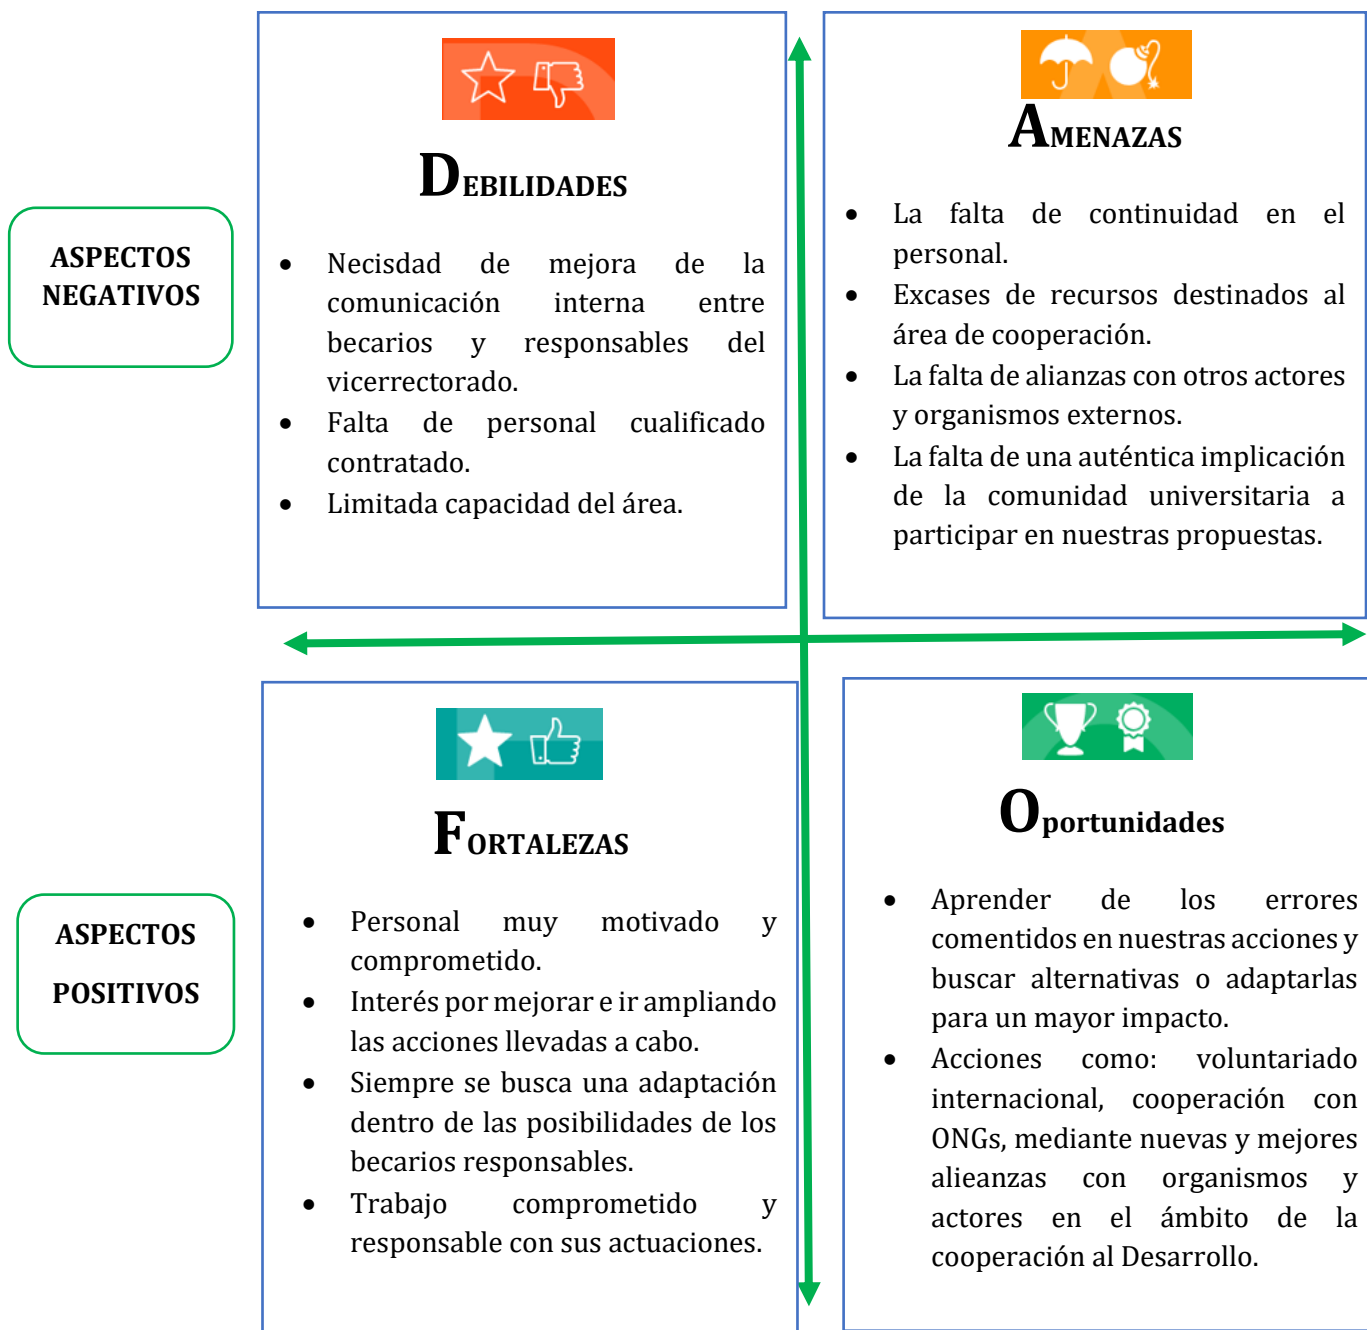 ASPECTOS
NEGATIVOS
DEBILIDADES
• Necisdad de mejora de la
comunicación interna entre
becarios y responsables del
vicerrectorado.
• Falta de personal cualificado
contratado.
• Limitada capacidad del área.
AMENAZAS
• La falta de continuidad en el
personal.
• Excases de recursos destinados al
área de cooperación.
• La falta de alianzas con otros actores
y organismos externos.
• La falta de una auténtica implicación
de la comunidad universitaria a
participar en nuestras propuestas.
ASPECTOS
POSITIVOS
FORTALEZAS
• Personal muy motivado y
comprometido.
• Interés por mejorar e ir ampliando
las acciones llevadas a cabo.
• Siempre se busca una adaptación
dentro de las posibilidades de los
becarios responsables.
• Trabajo comprometido y
responsable con sus actuaciones.
Oportunidades
• Aprender de los errores
comentidos en nuestras acciones y
buscar alternativas o adaptarlas
para un mayor impacto.
• Acciones como: voluntariado
internacional, cooperación con
ONGs, mediante nuevas y mejores
alieanzas con organismos y
actores en el ámbito de la
cooperación al Desarrollo.